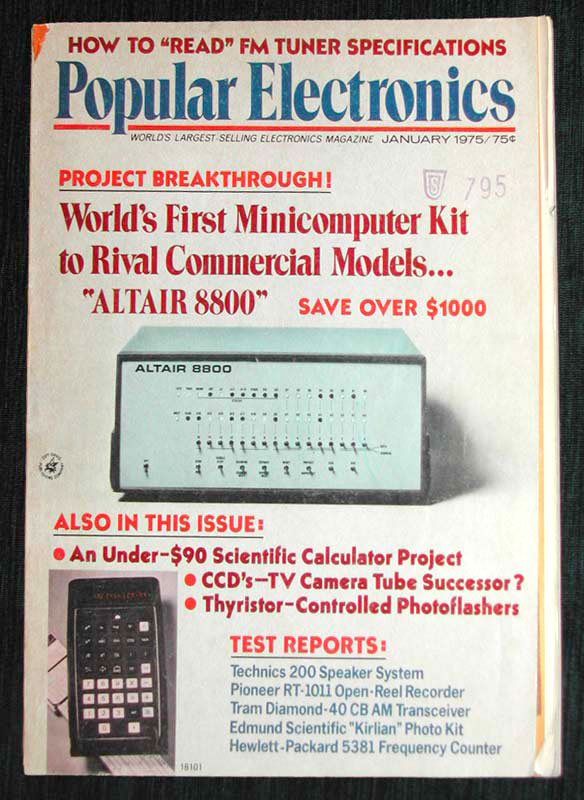 HOW TO "READ" FM TUNER SPECIFICATIONS
Popular Electronics
WORLD'S LARGEST-SELLING ELECTRONICS MAGAZINE JANUARY 1975/75¢
PROJECT BREAKTHROUGH!
S 795
World's First Minicomputer Kit
to Rival Commercial Models...
"ALTAIR 8800" SAVE OVER $1000
ALTAIR 8800
ALSO IN THIS ISSUE:
• An Under-$90 Scientific Calculator Project
• CCD's—TV Camera Tube Successor?
• Thyristor-Controlled Photoflashers
TEST REPORTS:
Technics 200 Speaker System
Pioneer RT-1011 Open-Reel Recorder
Tram Diamond-40 CB AM Transceiver
Edmund Scientific "Kirlian" Photo Kit
Hewlett-Packard 5381 Frequency Counter
18101